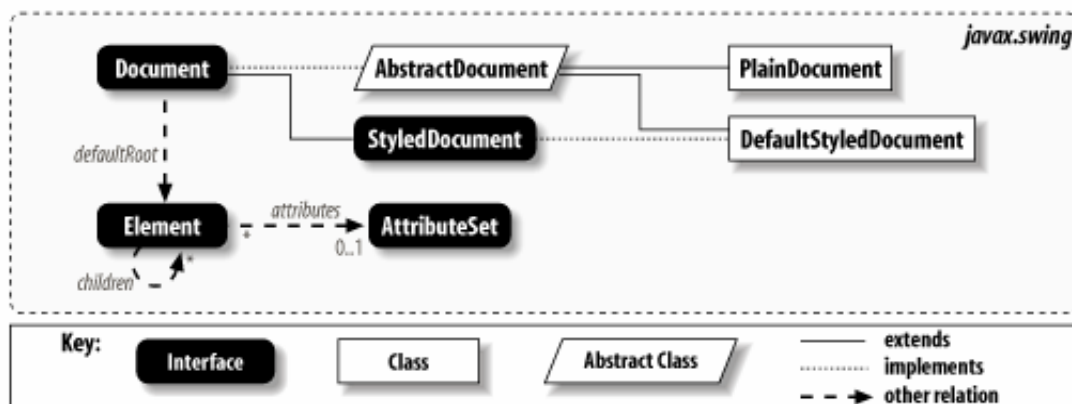 javax.swing
Document
AbstractDocument
PlainDocument
StyledDocument
DefaultStyledDocument
defaultRoot
Element
attributes
*
0..1
AttributeSet
children
*
Key:
Interface
Class
Abstract Class
extends
implements
other relation